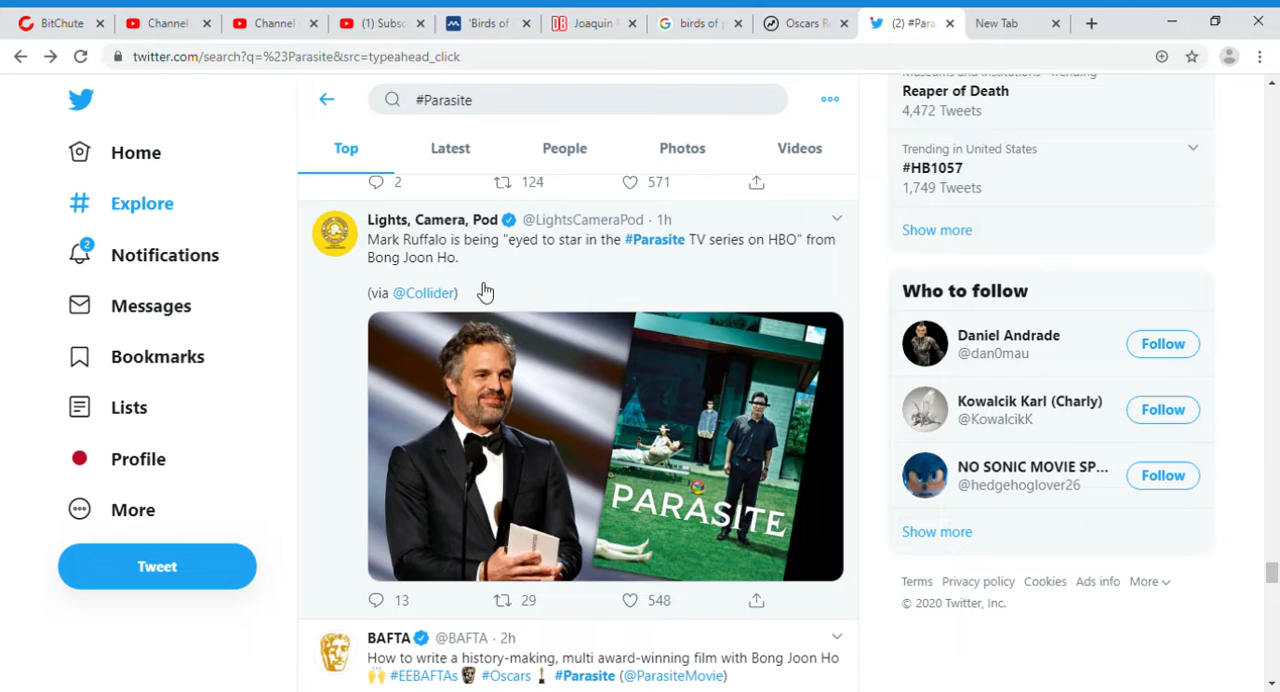 BitChute
Channel
Channel
(1) Subsc
'Birds of
Joaquin
birds of
Oscars R
(2) #Para
New Tab
twitter.com/search?q=%23Parasite&src=typeahead_click
Home
Explore
2
Notifications
Messages
Bookmarks
Lists
Profile
More
Tweet
#Parasite
Top
Latest
People
Photos
Videos
2
124
571
Lights, Camera, Pod @LightsCameraPod · 1h
Mark Ruffalo is being "eyed to star in the #Parasite TV series on HBO" from
Bong Joon Ho.
(via @Collider)
PARASITE
13
29
548
BAFTA @BAFTA · 2h
How to write a history-making, multi award-winning film with Bong Joon Ho
🙌 #EEBAFTAs #Oscars #Parasite (@ParasiteMovie)
Museums and institutions · Trending
Reaper of Death
4,472 Tweets
Trending in United States
#HB1057
1,749 Tweets
Show more
Who to follow
Daniel Andrade
@dan0mau
Follow
Kowalcik Karl (Charly)
@KowalcikK
Follow
NO SONIC MOVIE SP...
@hedgehoglover26
Follow
Show more
Terms Privacy policy Cookies Ads info More
© 2020 Twitter, Inc.